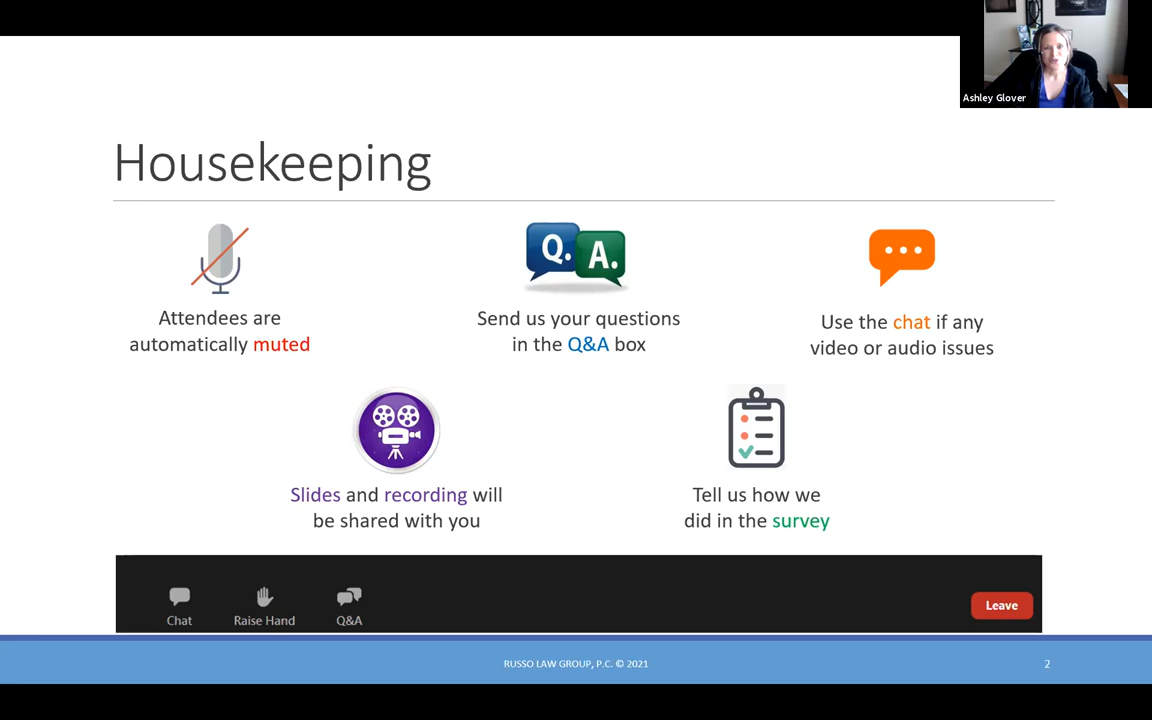 Ashley Glover
Housekeeping
Q. A.
Attendees are
automatically muted
Send us your questions
in the Q&A box
Use the chat if any
video or audio issues
Slides and recording will
be shared with you
Tell us how we
did in the survey
Chat
Raise Hand
Q&A
Leave
RUSSO LAW GROUP, P.C. © 2021
2